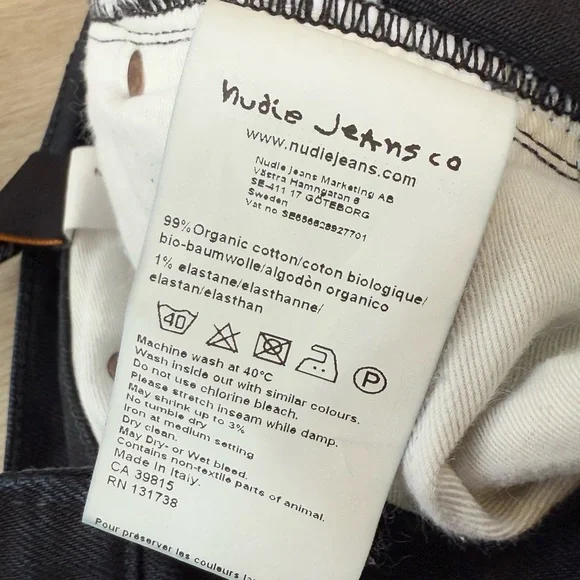 nudie Jeans co
www.nudiejeans.com
Nudie Jeans Marketing AB
Västra Hamngatan 6
SE-411 17 GÖTEBORG
Sweden
Vat no SE556628927701
99%Organic cotton/coton biologique/
bio-baumwolle/algodòn organico
1% elastane/elasthanne/
elastan/elasthan
40
P
Machine wash at 40°C
Wash inside out with similar colours.
Do not use chlorine bleach.
Please stretch inseam while damp.
May shrink up to 3%
No tumble dry
Iron at medium setting
Dry clean.
May Dry- or Wet bleed.
Contains non-textile parts of animal.
Made in Italy.
CA 39815
RN 131738
Pour préserver les couleurs